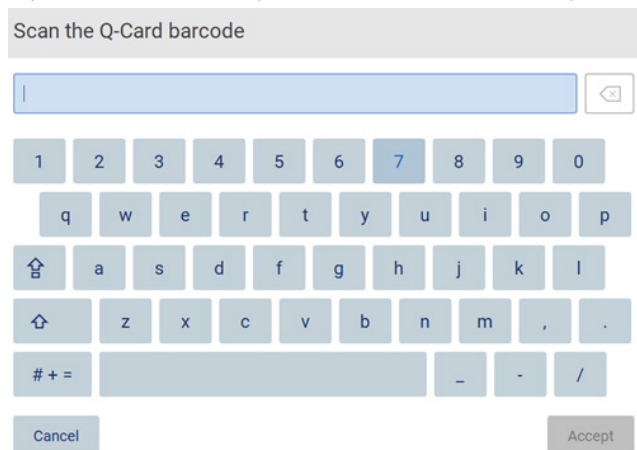 Scan the Q-Card barcode
1 2 3 4 5 6 7 8 9 0
q w e r t y u i o p
a s d f g h j k l
z x c v b n m , .
# + = _ - /
Cancel Accept